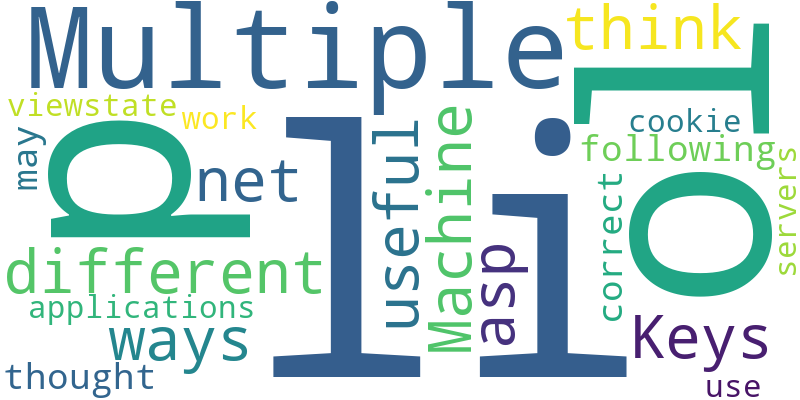 Multiple
think
l
viewstate
work
cookie
may
p
l
useful
Machine
i
following
net
correct
o
servers
different
asp
applications
ways
Keys
thought
use